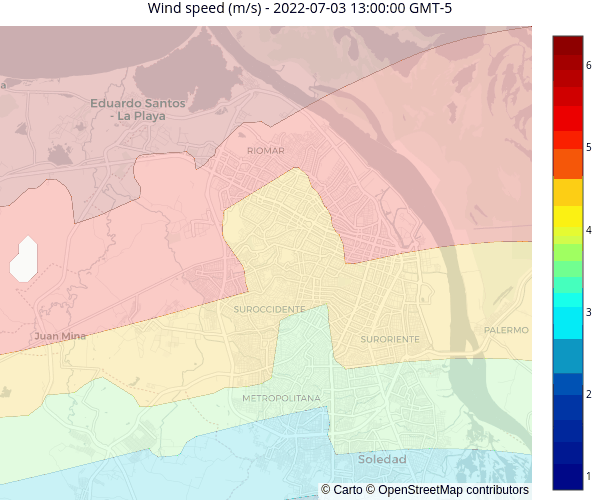 Wind speed (m/s) - 2022-07-03 13:00:00 GMT-5
a
Eduardo Santos
- La Playa
RIOMAR
SUROCCIDENTE
Juan Mina
SURORIENTE
PALERMO
METROPOLITANA
Soledad
© Carto © OpenStreetMap contributors
6
5
4
3
2
1